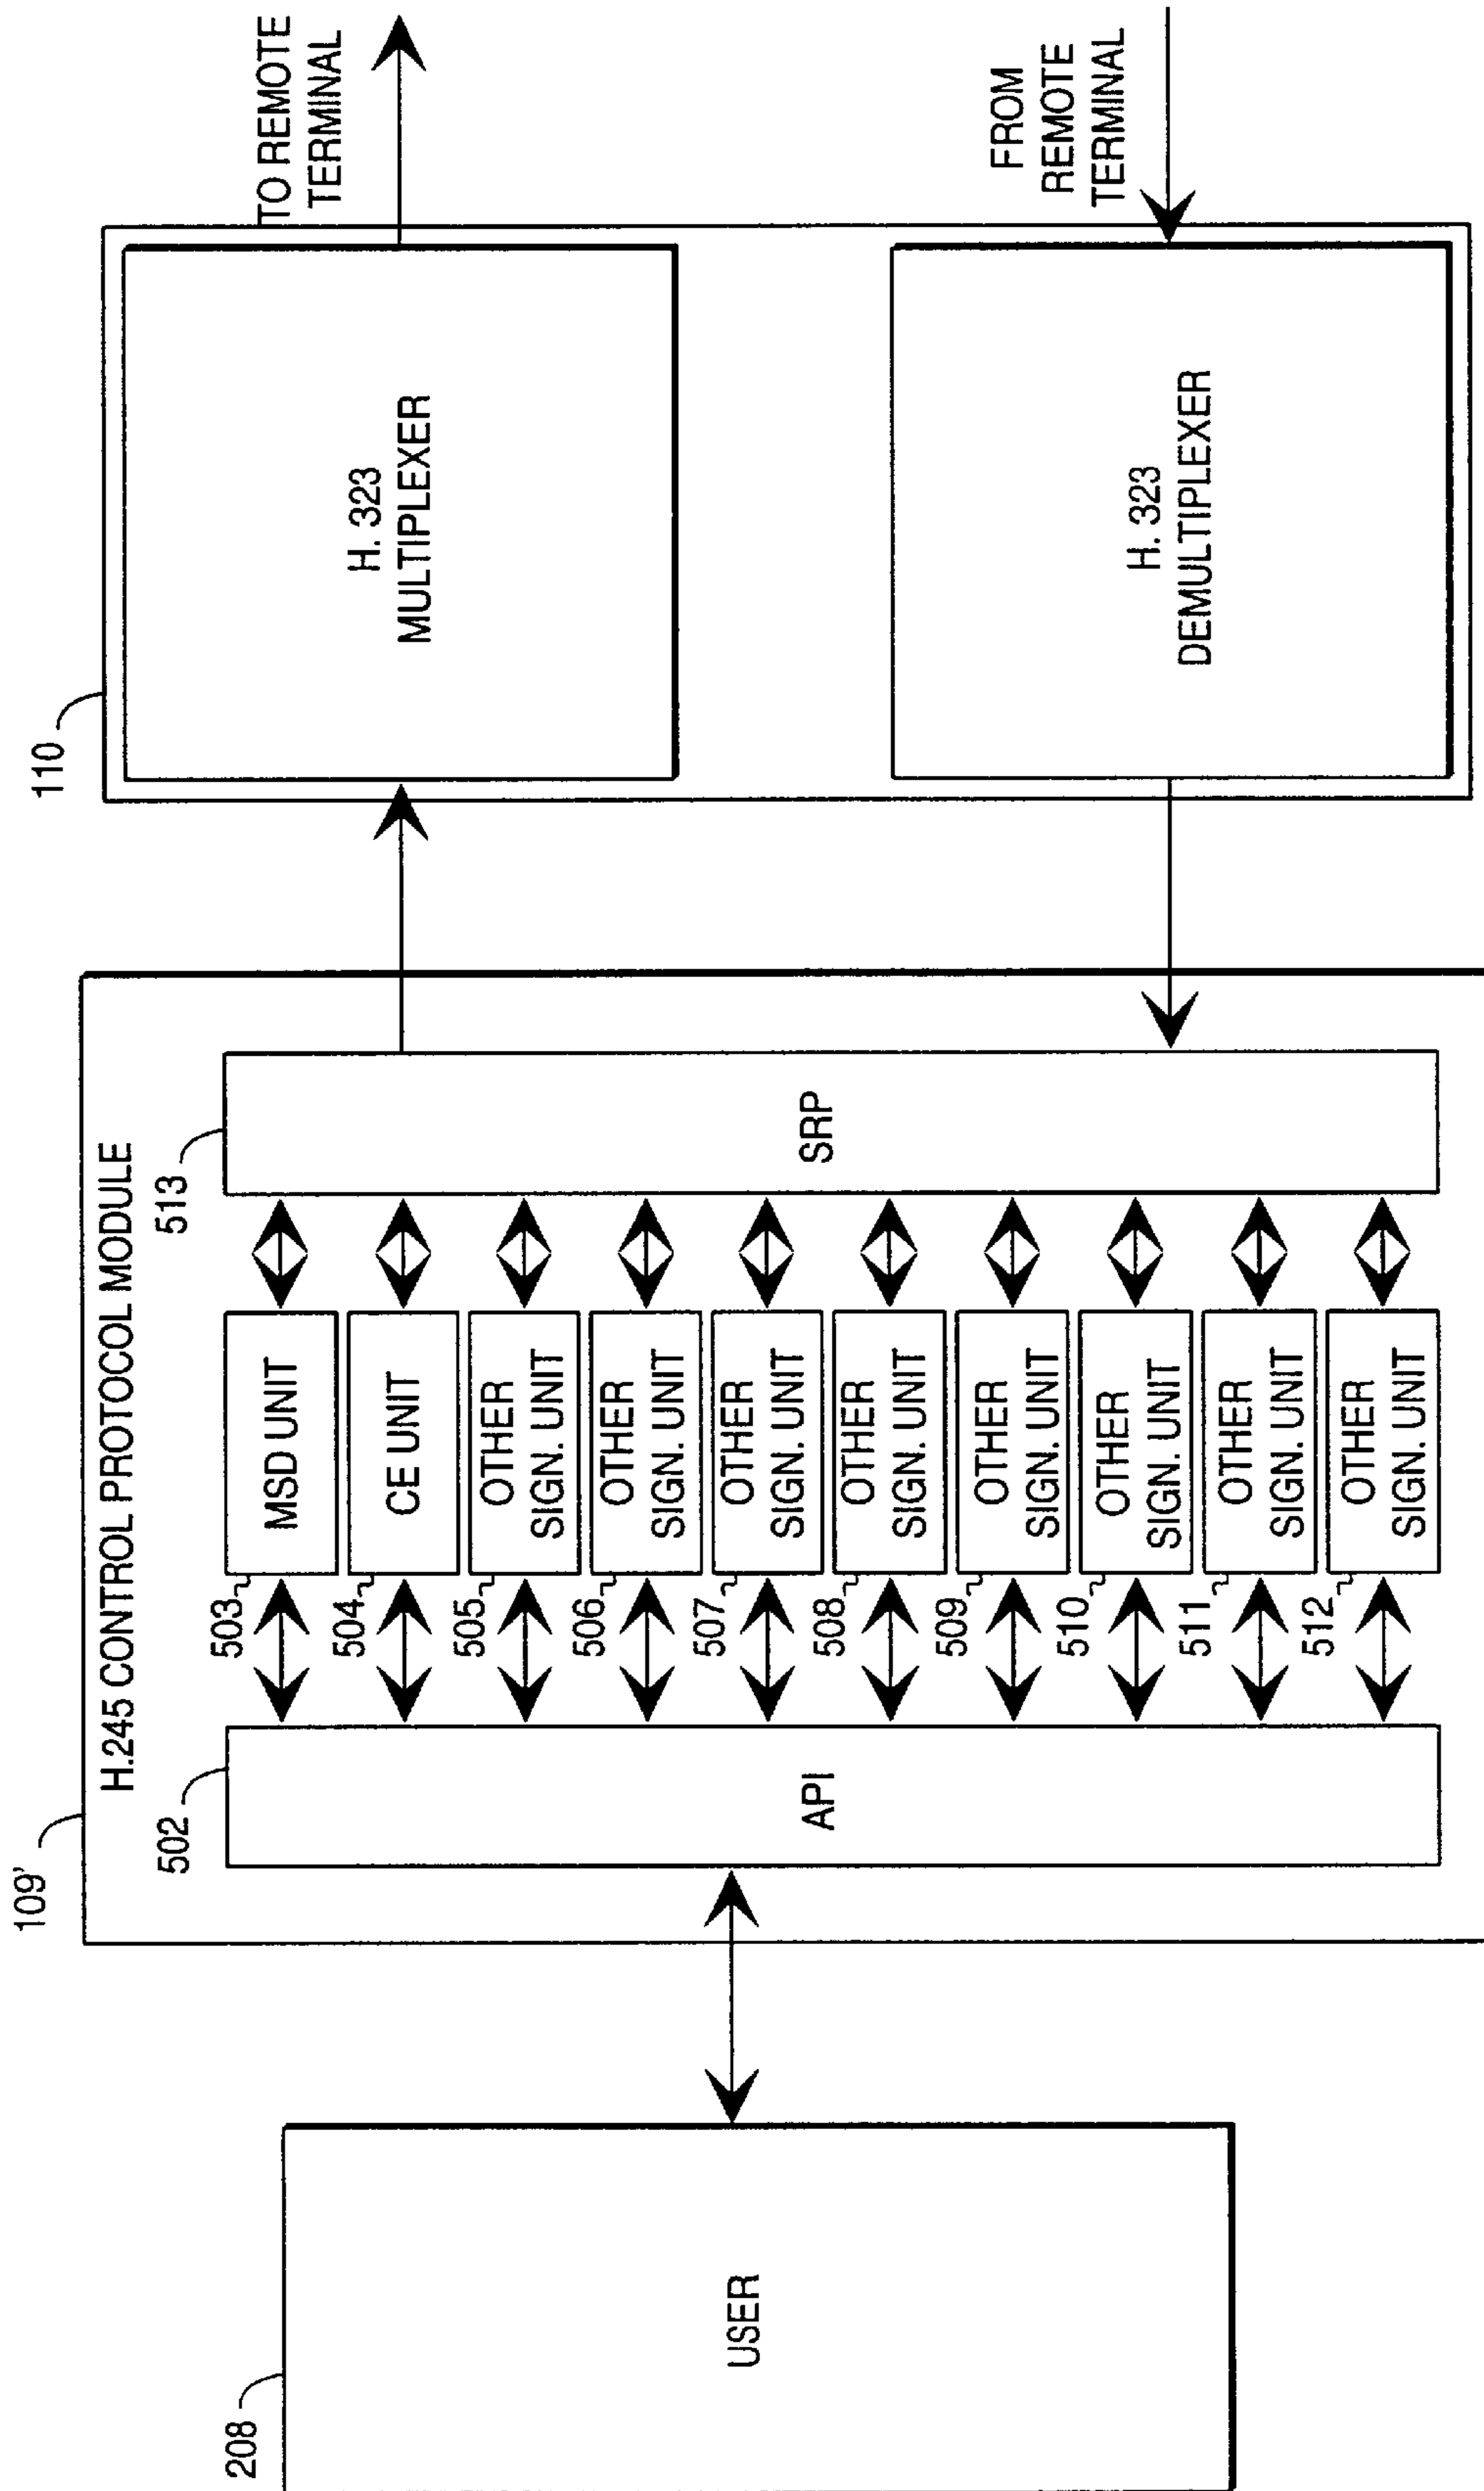 208
USER
109'
H.245 CONTROL PROTOCOL MODULE
502
API
503
MSD UNIT
504
CE UNIT
505
OTHER
SIGN. UNIT
506
OTHER
SIGN. UNIT
507
OTHER
SIGN. UNIT
508
OTHER
SIGN. UNIT
509
OTHER
SIGN. UNIT
510
OTHER
SIGN. UNIT
511
OTHER
SIGN. UNIT
512
OTHER
SIGN. UNIT
513
SRP
110
H. 323
MULTIPLEXER
H. 323
DEMULTIPLEXER
TO REMOTE
TERMINAL
FROM
REMOTE
TERMINAL